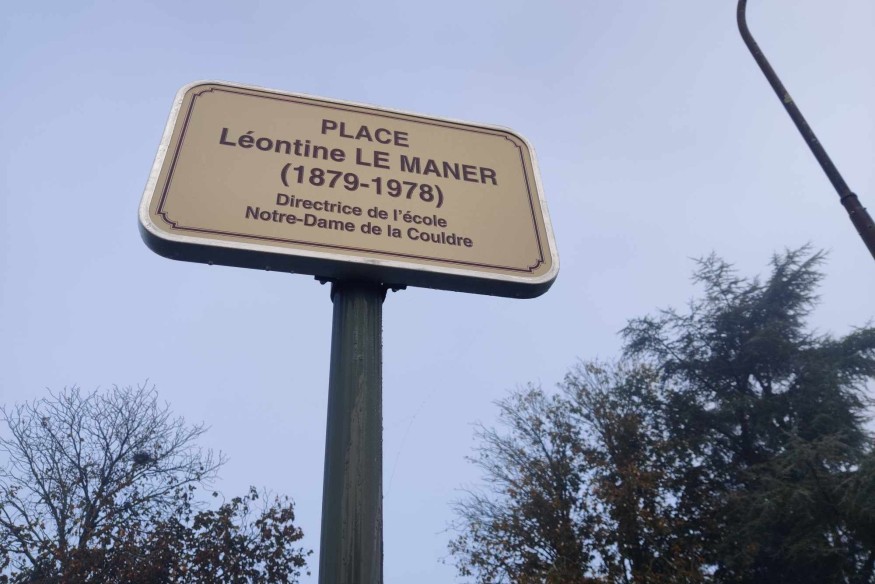 PLACE
Léontine LE MANER
(1879-1978)
Directrice de l'école
Notre-Dame de la Couldre